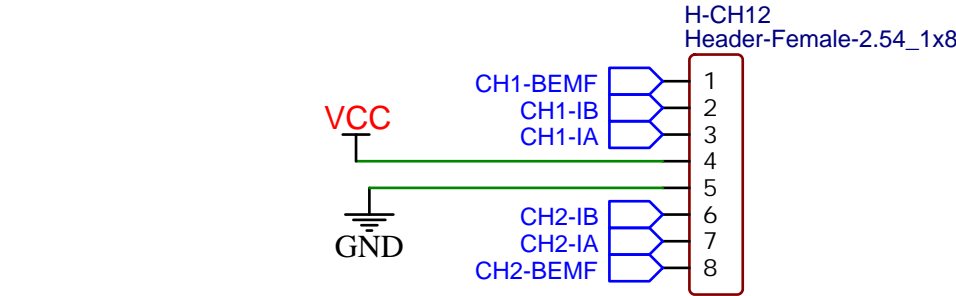 H-CH12
Header-Female-2.54_1x8
CH1-BEMF 1
CH1-IB 2
CH1-IA 3
VCC
4
5
GND
CH2-IB 6
CH2-IA 7
CH2-BEMF 8